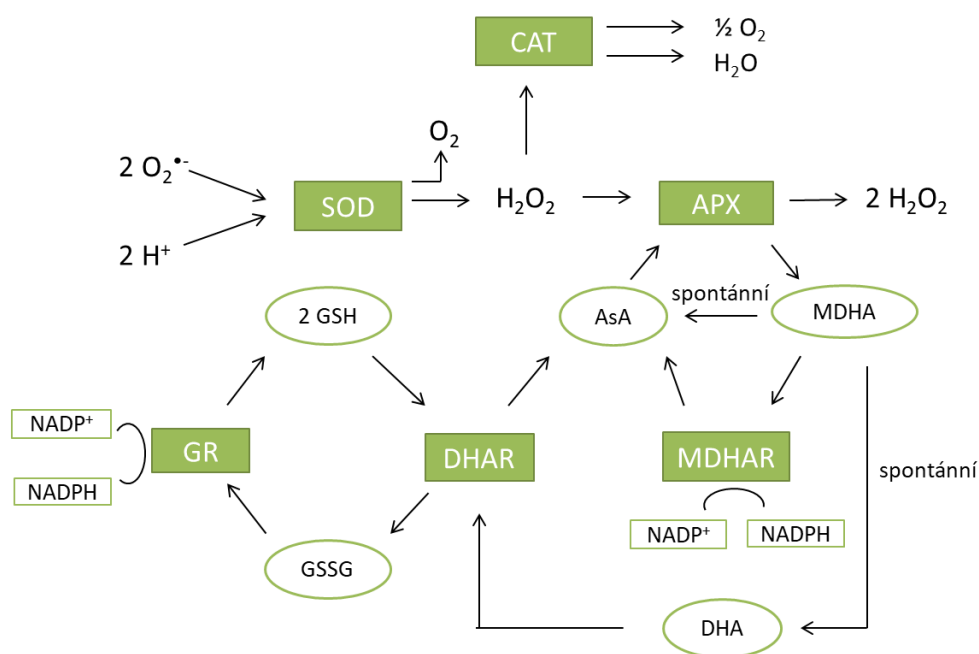 CAT
½ O₂
H₂O
O₂
2 O₂•-
2 H⁺
SOD
H₂O₂
APX
2 H₂O₂
2 GSH
AsA
spontánní
MDHA
NADP⁺
NADPH
GR
DHAR
MDHAR
spontánní
NADP⁺
NADPH
GSSG
DHA